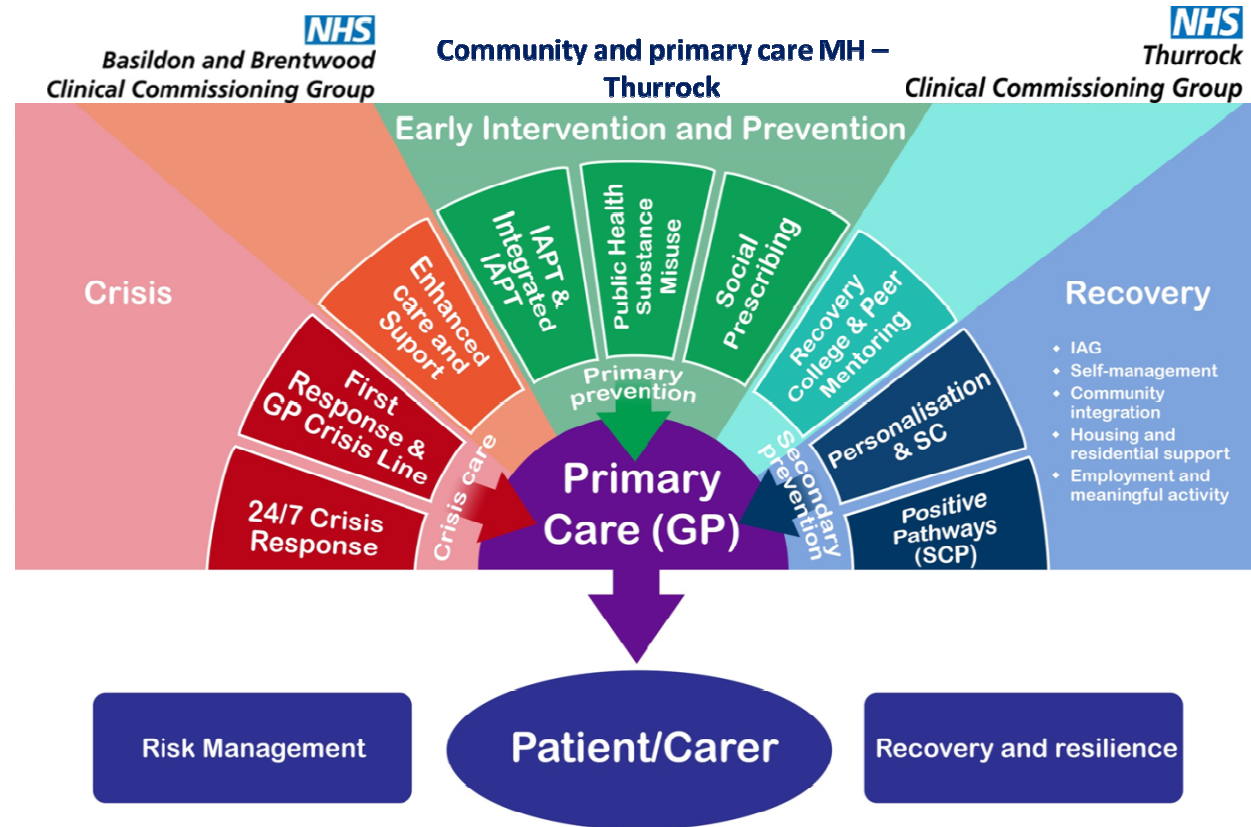 NHS
Basildon and Brentwood
Clinical Commissioning Group
Community and primary care MH –
Thurrock
NHS
Thurrock
Clinical Commissioning Group
Early Intervention and Prevention
Crisis
Recovery
24/7 Crisis
Response
First
Response &
GP Crisis Line
Enhanced
care and
Suport
IAPT &
Integrated
IAPT
Public Health
Substance
Misuse
Social
Prescribing
Recovery
College & Peer
Mentoring
Personalisation
& SC
Positive
Pathways
(SCP)
IAG
Self-management
Community
integration
Housing and
residential support
Employment and
meaningful activity
Crisis care
Primary
prevention
Secondary
prevention
Primary
Care (GP)
Risk Management
Patient/Carer
Recovery and resilience